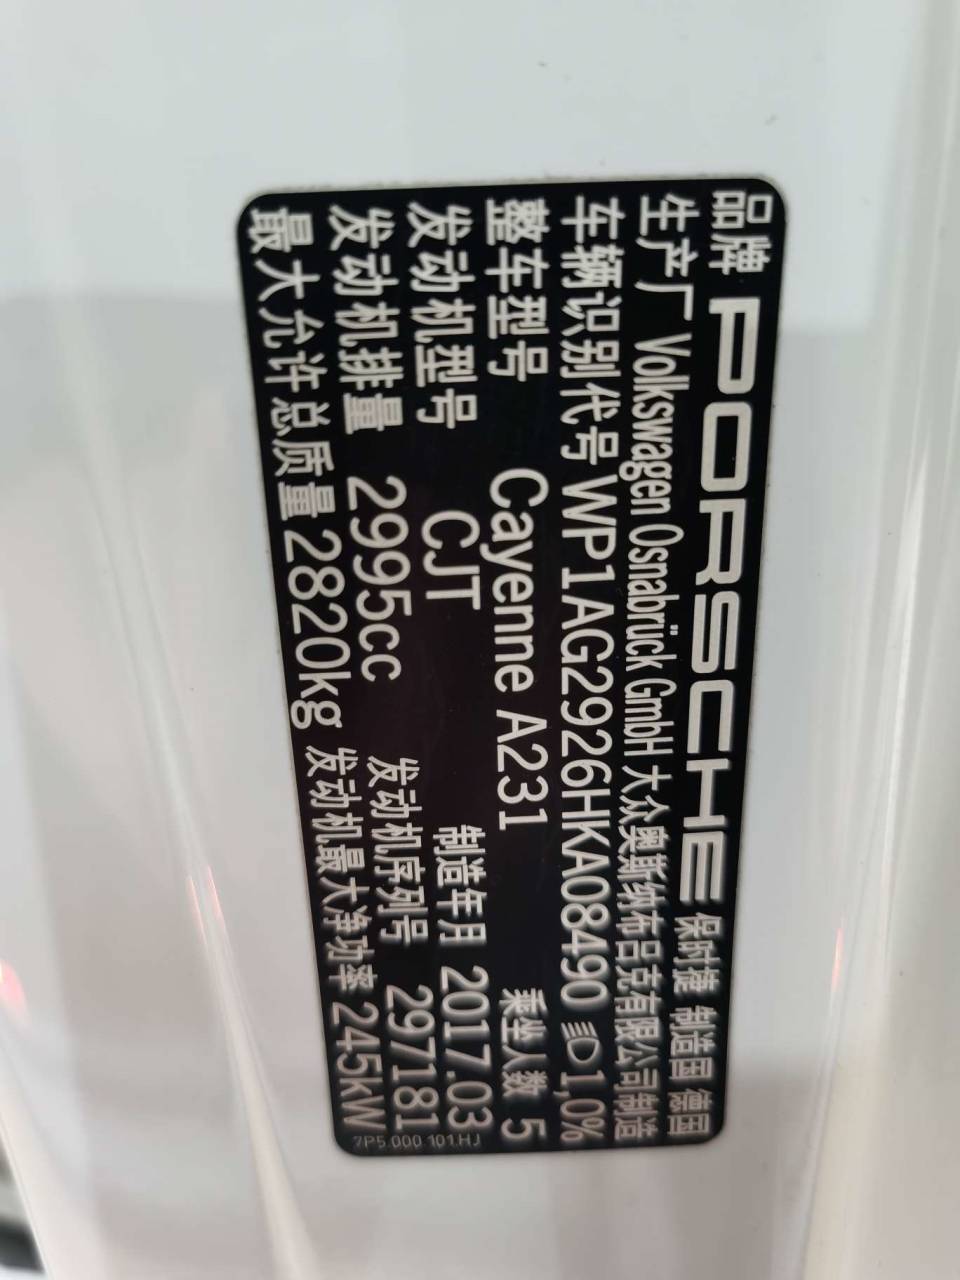 品牌 PORSCHE 保时捷 制造国 德国
生产厂 Volkswagen Osnabrück GmbH 大众奥斯纳布吕克有限公司制造
车辆识别代号 WP1AG2926HKA08490 1,0%
整车型号 Cayenne A231 乘坐人数 5
发动机型号 CJT 制造年月 2017.03
发动机排量 2995cc 发动机序列号 297181
最大允许总质量 2820kg 发动机最大净功率 245kW
7P5.000.101.HJ